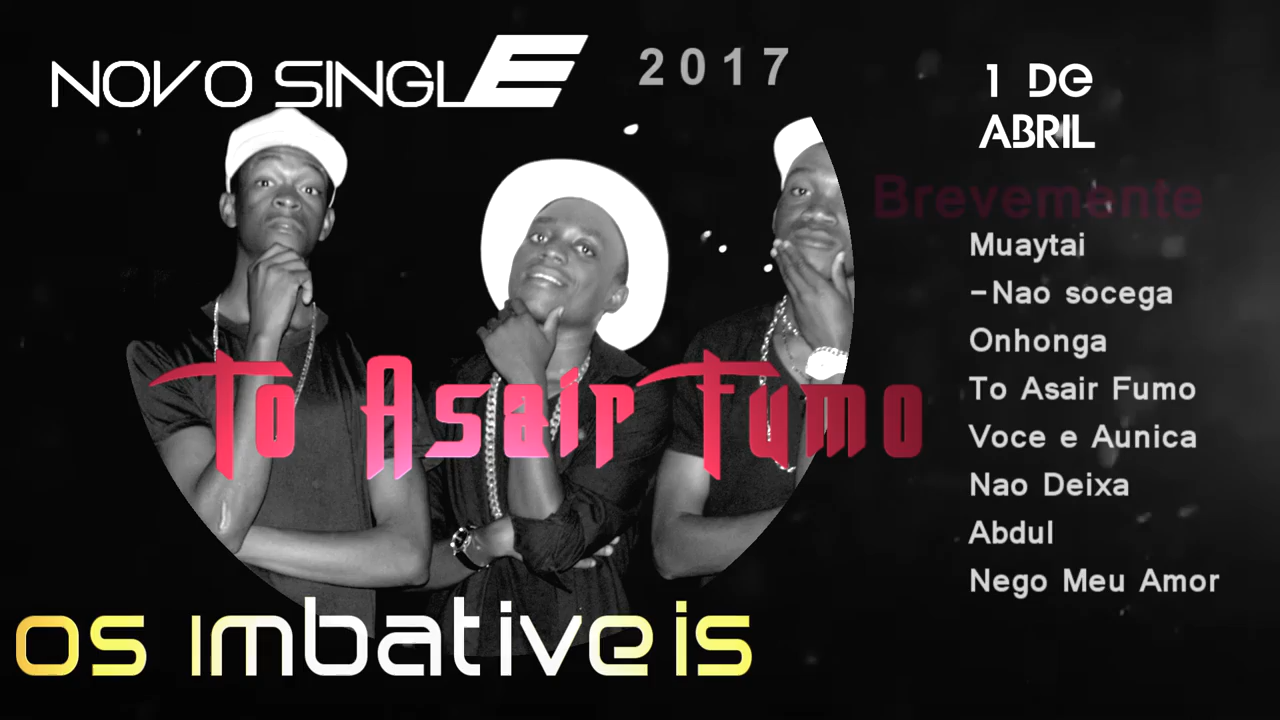 NOVO SINGLE
2017
1 DE
ABRIL
Brevemente
Muaytai
-Nao socega
Onhonga
To Asair Fumo
Voce e Aunica
Nao Deixa
Abdul
Nego Meu Amor
To Asair Fumo
os imbativeis